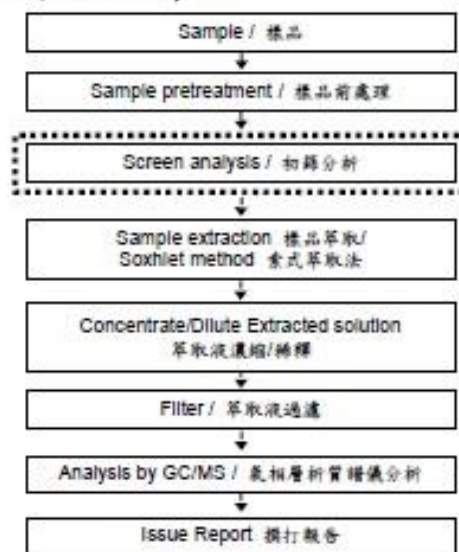 Sample / 樣品
Sample pretreatment / 樣品前處理
Screen analysis / 初篩分析
Sample extraction 樣品萃取/
Soxhlet method 索式萃取法
Concentrate/Dilute Extracted solution
萃取液濃縮/稀釋
Filter / 萃取液過濾
Analysis by GC/MS / 氣相層析質譜儀分析
Issue Report 撰打報告